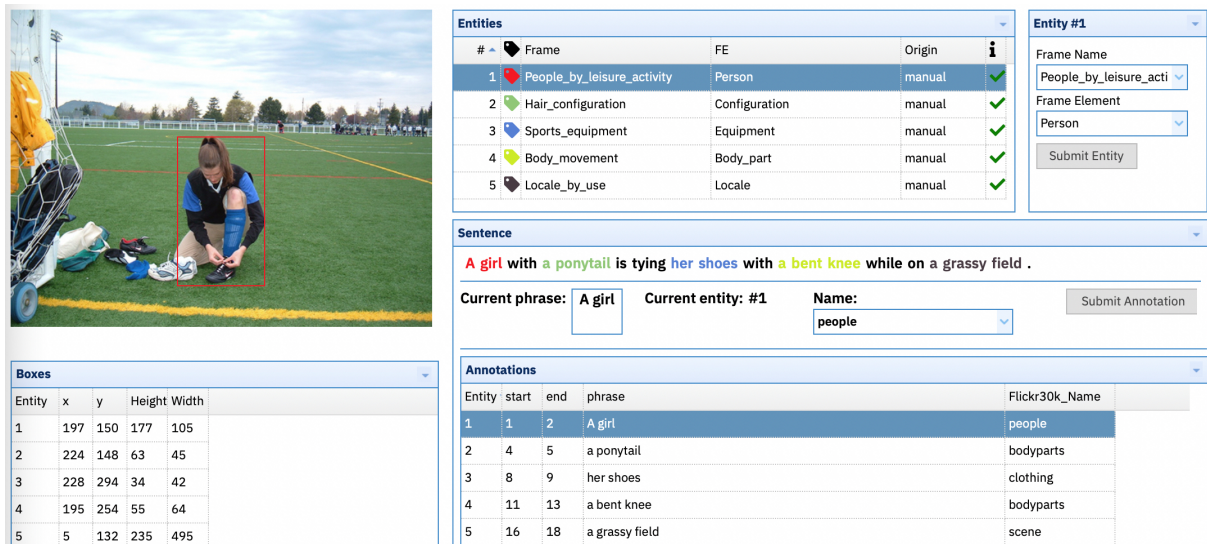 Entities
# Frame FE Origin
1 People_by_leisure_activity Person manual
2 Hair_configuration Configuration manual
3 Sports_equipment Equipment manual
4 Body_movement Body_part manual
5 Locale_by_use Locale manual
Entity #1
Frame Name
People_by_leisure_acti
Frame Element
Person
Submit Entity
Sentence
A girl with a ponytail is tying her shoes with a bent knee while on a grassy field .
Current phrase: A girl Current entity: #1 Name:
people
Submit Annotation
Boxes
Entity x y Height Width
1 197 150 177 105
2 224 148 63 45
3 228 294 34 42
4 195 254 55 64
5 5 132 235 495
Annotations
Entity start end phrase Flickr30k_Name
1 1 2 A girl people
2 4 5 a ponytail bodyparts
3 8 9 her shoes clothing
4 11 13 a bent knee bodyparts
5 16 18 a grassy field scene